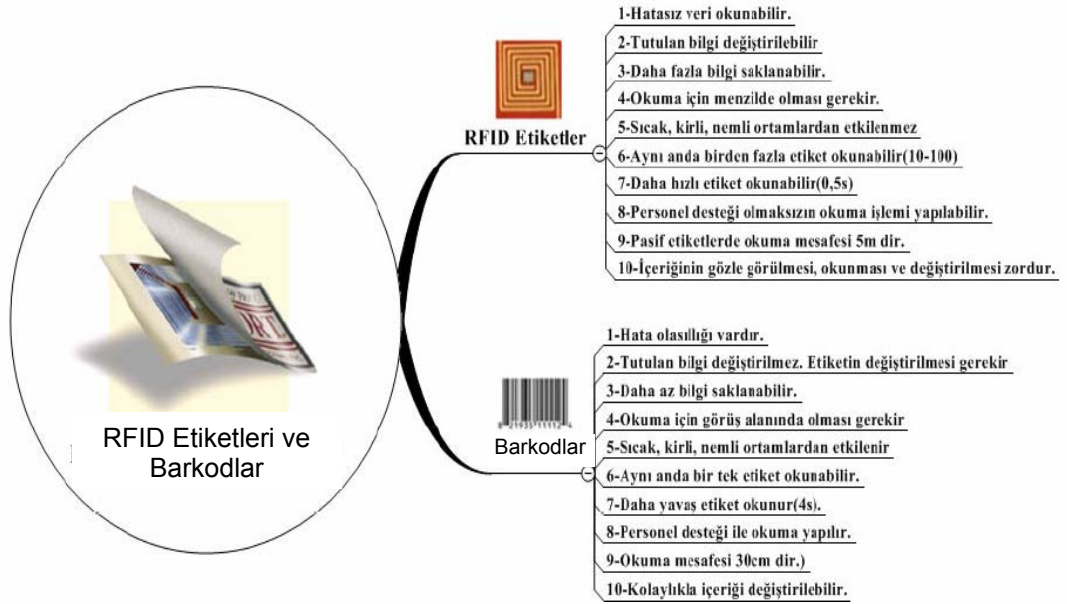 1-Hatasız veri okunabilir.
2-Tutulan bilgi değiştirilebilir
3-Daha fazla bilgi saklanabilir.
4-Okuma için menzilde olması gerekir.
RFID Etiketler
5-Sıcak, kirli, nemli ortamlardan etkilenmez
6-Aynı anda birden fazla etiket okunabilir(10-100)
7-Daha hızlı etiket okunabilir(0,5s)
8-Personel desteği olmaksızın okuma işlemi yapılabilir.
9-Pasif etiketlerde okuma mesafesi 5m dir.
10-İçeriğinin gözle görülmesi, okunması ve değiştirilmesi zordur.
RFID Etiketleri ve
Barkodlar
1-Hata olasıllığı vardır.
2-Tutulan bilgi değiştirilmez. Etiketin değiştirilmesi gerekir
3-Daha az bilgi saklanabilir.
4-Okuma için görüş alanında olması gerekir
Barkodlar
5-Sıcak, kirli, nemli ortamlardan etkilenir
6-Aynı anda bir tek etiket okunabilir.
7-Daha yavaş etiket okunur(4s).
8-Personel desteği ile okuma yapılır.
9-Okuma mesafesi 30cm dir.)
10-Kolaylıkla içeriği değiştirilebilir.